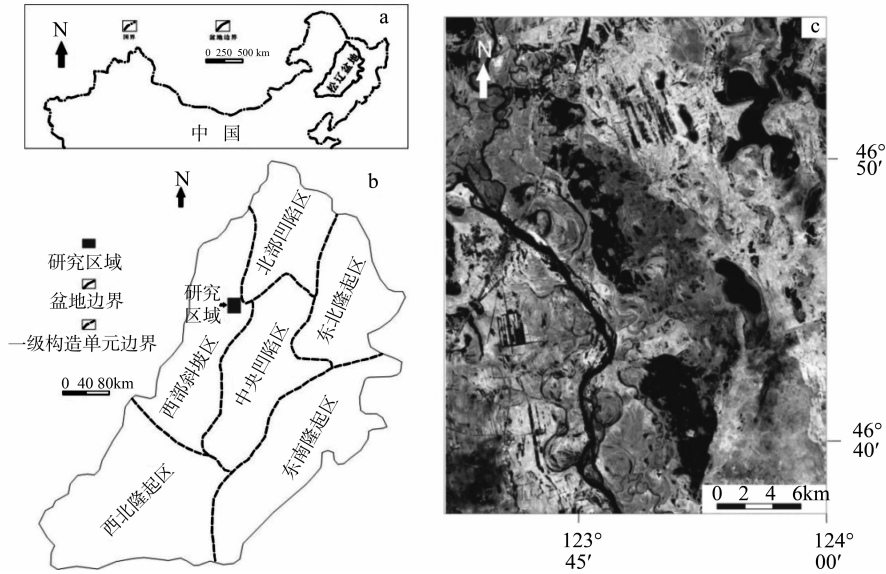 a
N
国界
盆地边界
0 250 500 km
松辽盆地
中 国
b
N
研究区域
盆地边界
一级构造单元边界
0 40 80km
北部凹陷区
东北隆起区
研究
区域
西部斜坡区
中央凹陷区
东南隆起区
西北隆起区
c
N
46°
50′
46°
40′
0 2 4 6km
123°
45′
124°
00′